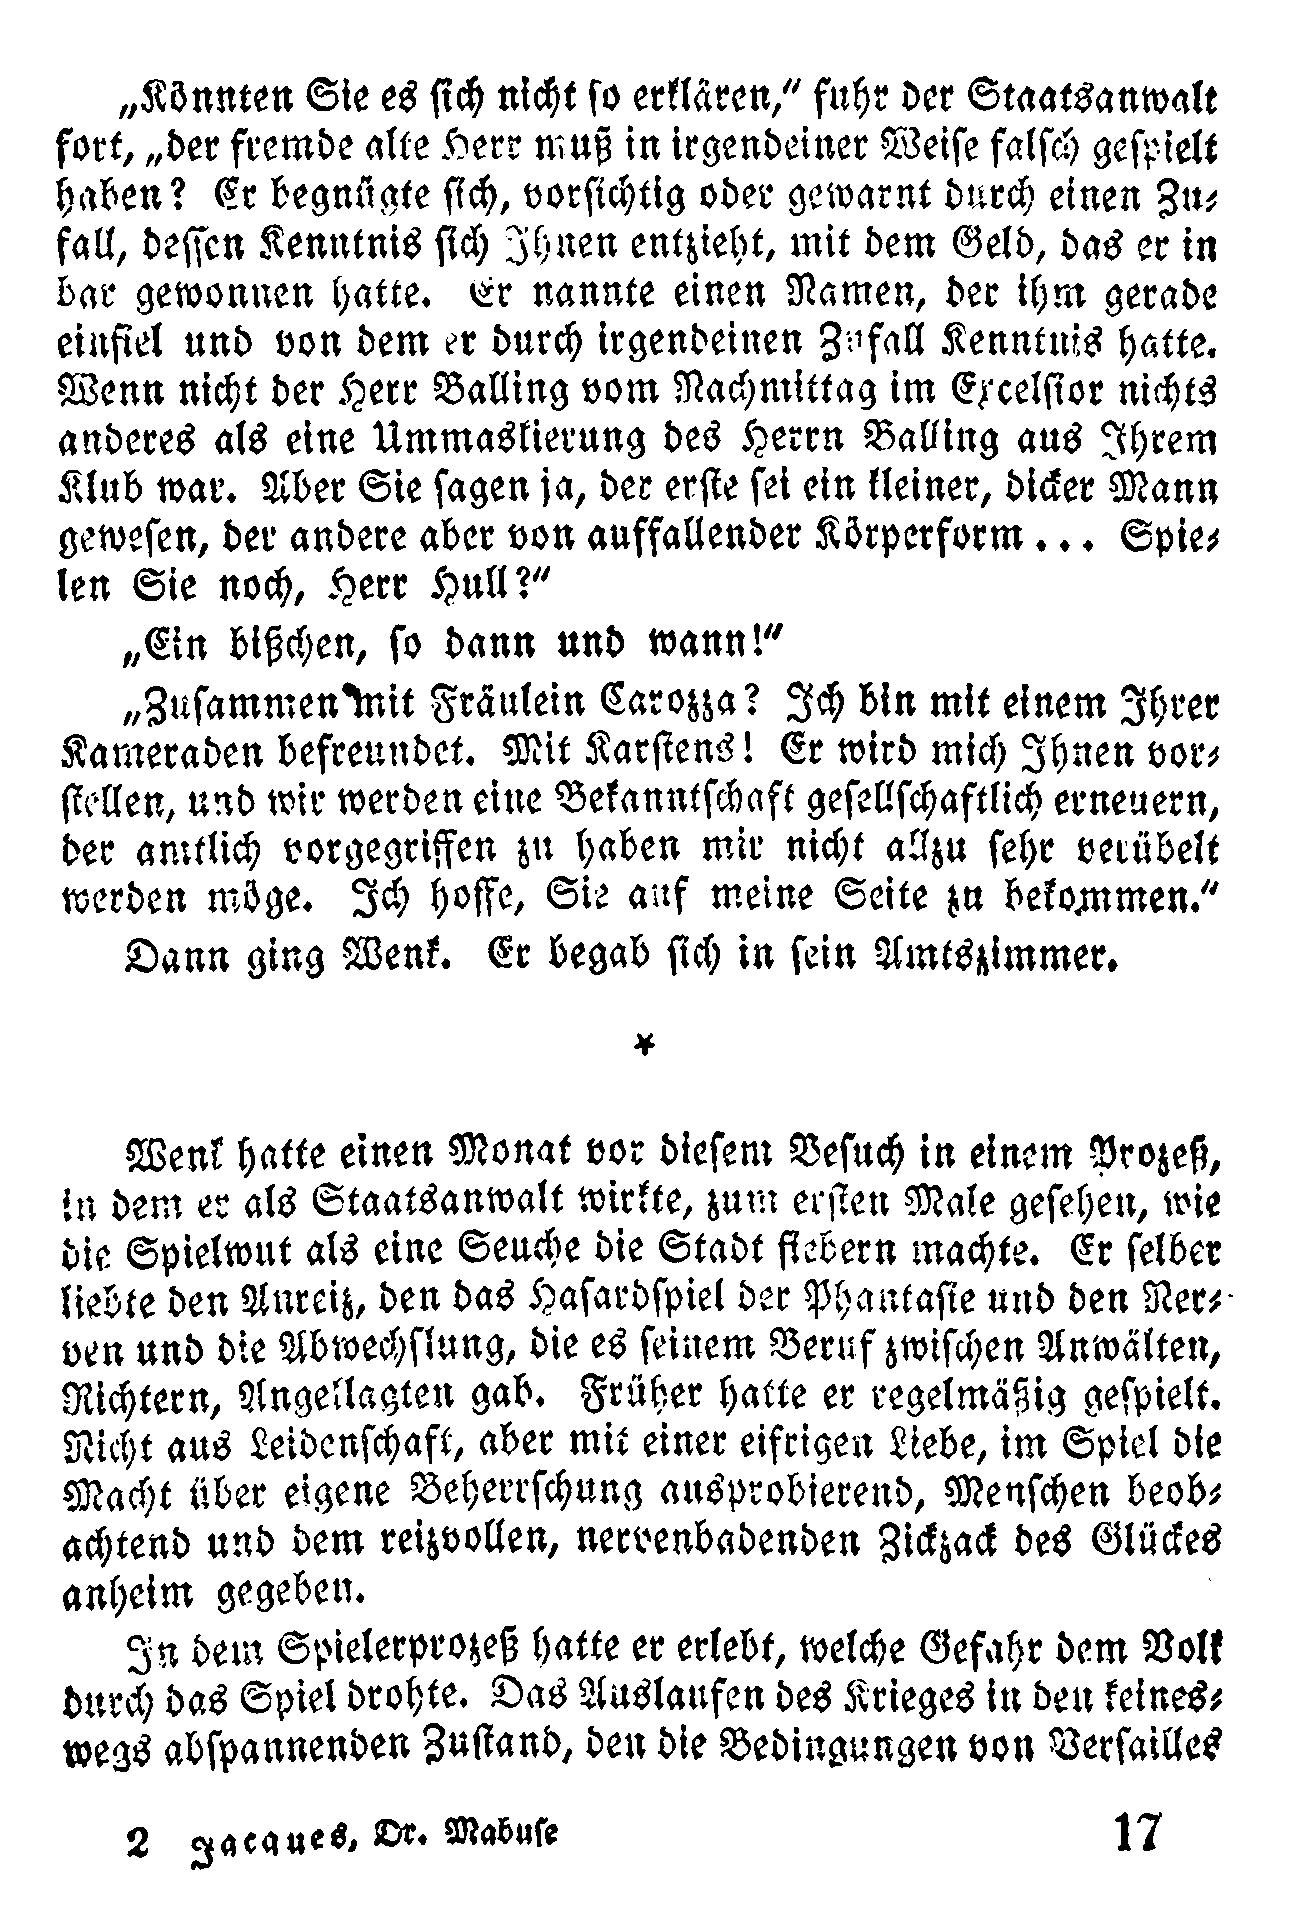 „Könnten Sie es sich nicht so erklären,“ fuhr der Staatsanwalt
fort, „der fremde alte Herr muß in irgendeiner Weise falsch gespielt
haben? Er begnügte sich, vorsichtig oder gewarnt durch einen Zu-
fall, dessen Kenntnis sich Ihnen entzieht, mit dem Geld, das er in
bar gewonnen hatte. Er nannte einen Namen, der ihm gerade
einfiel und von dem er durch irgendeinen Zufall Kenntnis hatte.
Wenn nicht der Herr Balling vom Nachmittag im Excelsior nichts
anderes als eine Ummaskierung des Herrn Balling aus Ihrem
Klub war. Aber Sie sagen ja, der erste sei ein kleiner, dicker Mann
gewesen, der andere aber von auffallender Körperform ... Spie-
len Sie noch, Herr Hull?“
„Ein bißchen, so dann und wann!“
„Zusammen mit Fräulein Carozza? Ich bin mit einem Ihrer
Kameraden befreundet. Mit Karstens! Er wird mich Ihnen vor-
stellen, und wir werden eine Bekanntschaft gesellschaftlich erneuern,
der amtlich vorgegriffen zu haben mir nicht allzu sehr verübelt
werden möge. Ich hoffe, Sie auf meine Seite zu bekommen.“
Dann ging Wenk. Er begab sich in sein Amtszimmer.
*
Wenk hatte einen Monat vor diesem Besuch in einem Prozeß,
in dem er als Staatsanwalt wirkte, zum ersten Male gesehen, wie
die Spielwut als eine Seuche die Stadt fiebern machte. Er selber
liebte den Anreiz, den das Hasardspiel der Phantasie und den Ner-
ven und die Abwechslung, die es seinem Beruf zwischen Anwälten,
Richtern, Angeklagten gab. Früher hatte er regelmäßig gespielt.
Nicht aus Leidenschaft, aber mit einer eifrigen Liebe, im Spiel die
Macht über eigene Beherrschung ausprobierend, Menschen beob-
achtend und dem reizvollen, nervenbadenden Zickzack des Glückes
anheim gegeben.
In dem Spielerprozeß hatte er erlebt, welche Gefahr dem Volk
durch das Spiel drohte. Das Auslaufen des Krieges in den keines-
wegs abspannenden Zustand, den die Bedingungen von Versailles
2 Jacques, Dr. Mabuse 17